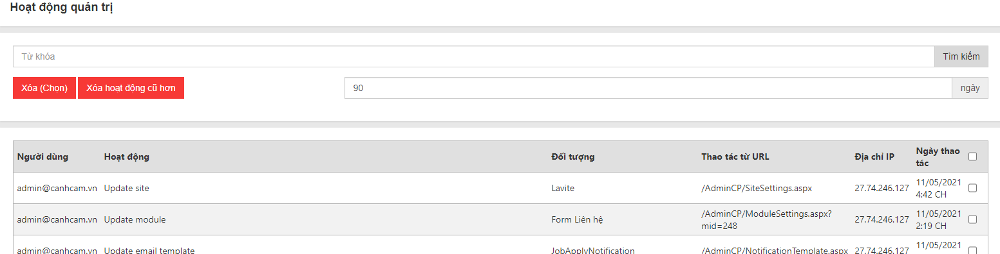 Hoạt động quản trị
Từ khóa Tìm kiếm
Xóa (Chọn) Xóa hoạt động cũ hơn 90 ngày
Người dùng Hoạt động Đối tượng Thao tác từ URL Địa chỉ IP Ngày thao
tác
admin@canhcam.vn Update site Lavite /AdminCP/SiteSettings.aspx 27.74.246.127 11/05/2021
4:42 CH
admin@canhcam.vn Update module Form Liên hệ /AdminCP/ModuleSettings.aspx?
mid=248 27.74.246.127 11/05/2021
2:19 CH
admin@canhcam.vn Update email template JobApplyNotification /AdminCP/NotificationTemplate.aspx 27.74.246.127 11/05/2021